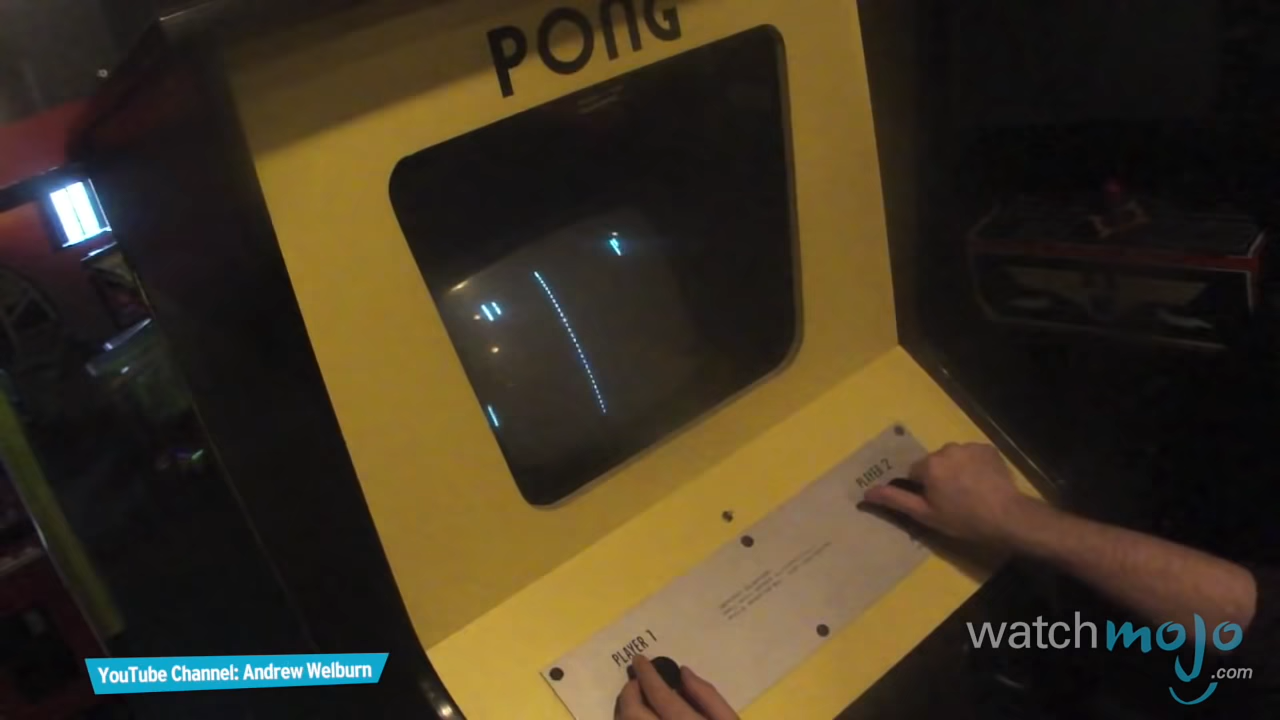 PONG
PLAYER 2
PLAYER 1
watchmojo
.com
YouTube Channel: Andrew Welburn